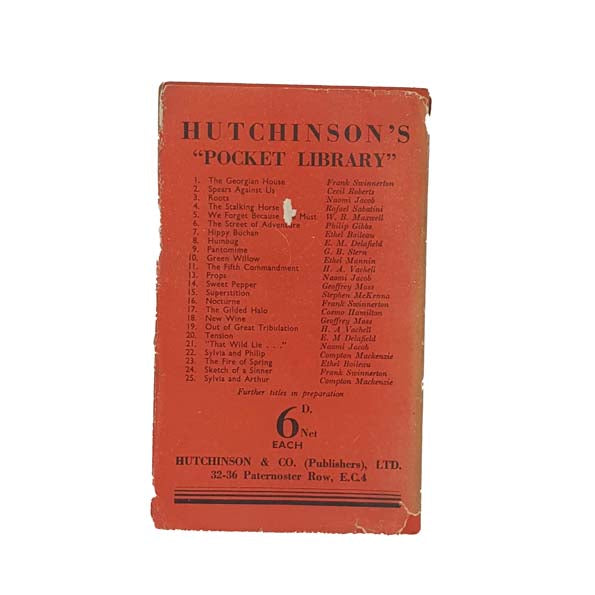 HUTCHINSON'S
"POCKET LIBRARY"
1. The Georgian House Frank Swinnerton
2. Spears Against Us Cecil Roberts
3. Roots Naomi Jacob
4. The Stalking Horse Rafael Sabatini
5. We Forget Because Must W. B. Maxwell
6. The Street of Adventure Philip Gibbs
7. Hippy Buchan Ethel Boileau
8. Humbug E. M. Delafield
9. Pantomime G. B. Stern
10. Green Willow Ethel Mannin
11. The Fifth Commandment H. A. Vachell
13. Props Naomi Jacob
14. Sweet Pepper Geoffrey Moss
15. Superstition Stephen McKenna
16. Nocturne Frank Swinnerton
17. The Gilded Halo Cosmo Hamilton
18. New Wine Geoffrey Moss
19. Out of Great Tribulation H. A Vachell
20. Tension E. M Delafield
21. "That Wild Lie . . ." Naomi Jacob
22. Sylvia and Philip Compton Mackenzie
23. The Fire of Spring Ethel Boileau
24. Sketch of a Sinner Frank Swinnerton
25. Sylvia and Arthur Compton Mackenzie
Further titles in preparation
6D. Net
EACH
HUTCHINSON & CO. (Publishers), LTD.
32-36 Paternoster Row, E.C.4